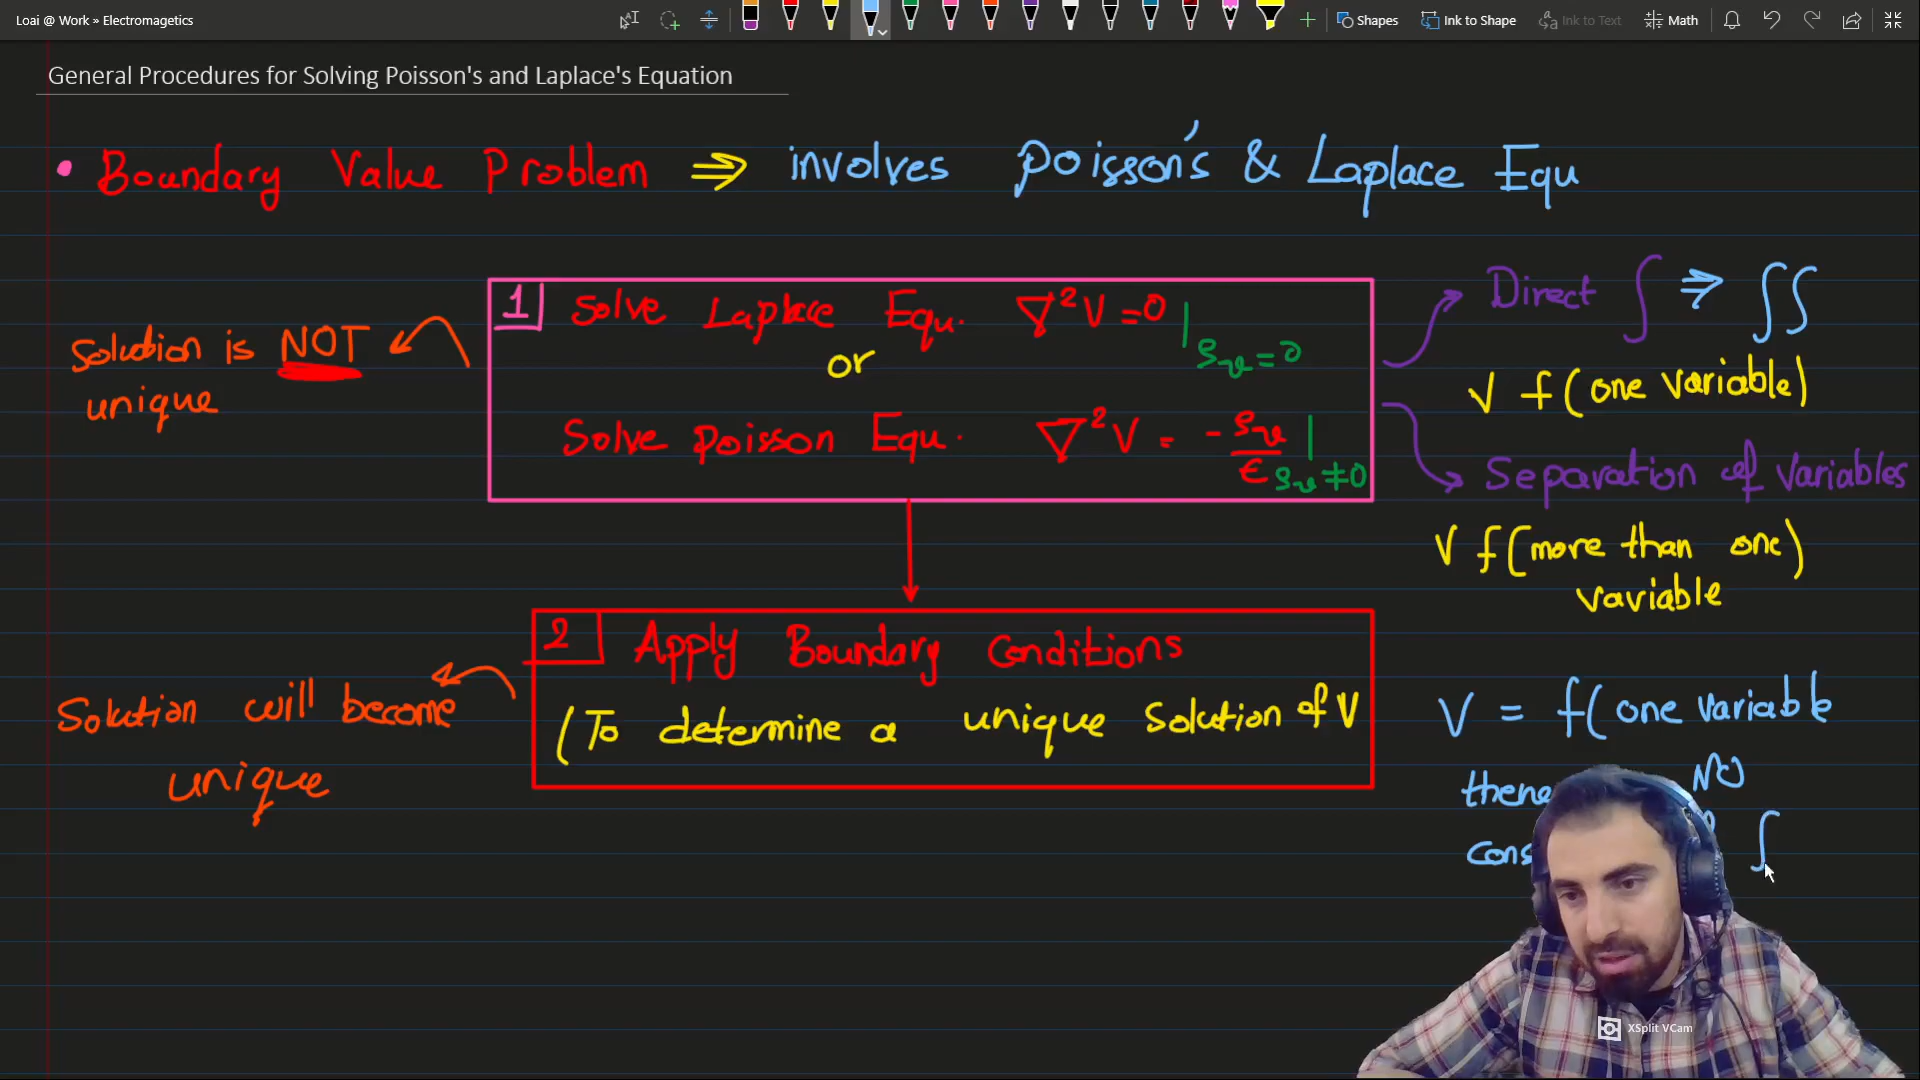 Loai @ Work » Electromagetics
Shapes
Ink to Shape
Ink to Text
Math
General Procedures for Solving Poisson's and Laplace's Equation
• Boundary Value Problem ⇒ involves Poisson's & Laplace Equ
1 Solve Laplace Equ. ∇²V = 0 | ρᵥ = 0
or
Solve Poisson Equ. ∇²V = - ρᵥ/ε | ρᵥ ≠ 0
Solution is NOT
unique
Direct ∫ ⇒ ∫∫
V f(one variable)
Separation of Variables
V f(more than one)
variable
2 Apply Boundary Conditions
(To determine a unique solution of V
Solution will become
unique
V = f(one variable
NO
∫
XSplit VCam